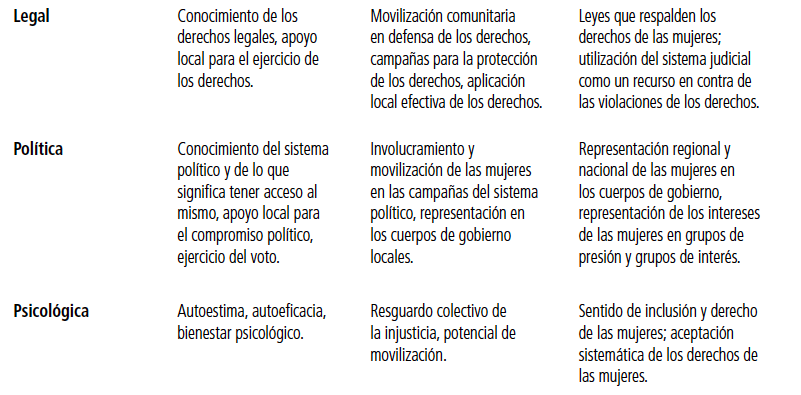 Legal
Conocimiento de los
derechos legales, apoyo
local para el ejercicio de
los derechos.
Movilización comunitaria
en defensa de los derechos,
campañas para la protección
de los derechos, aplicación
local efectiva de los derechos.
Leyes que respalden los
derechos de las mujeres;
utilización del sistema judicial
como un recurso en contra de
las violaciones de los derechos.
Política
Conocimiento del sistema
político y de lo que
significa tener acceso al
mismo, apoyo local para
el compromiso político,
ejercicio del voto.
Involucramiento y
movilización de las mujeres
en las campañas del sistema
político, representación en
los cuerpos de gobierno
locales.
Representación regional y
nacional de las mujeres en
los cuerpos de gobierno,
representación de los intereses
de las mujeres en grupos de
presión y grupos de interés.
Psicológica
Autoestima, autoeficacia,
bienestar psicológico.
Resguardo colectivo de
la injusticia, potencial de
movilización.
Sentido de inclusión y derecho
de las mujeres; aceptación
sistemática de los derechos de
las mujeres.